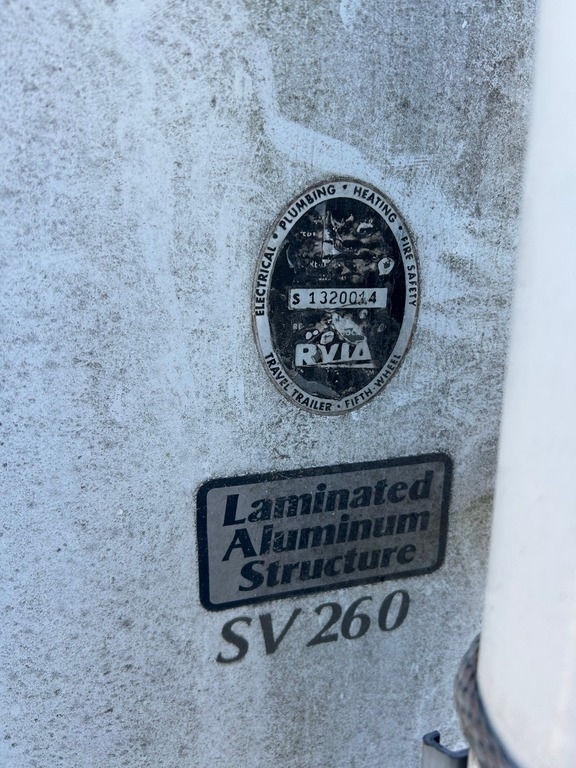 ELECTRICAL • PLUMBING • HEATING • FIRE SAFETY
S 1320014
RVIA
TRAVEL TRAILER • FIFTH-WHEEL
Laminated
Aluminum
Structure
SV 260